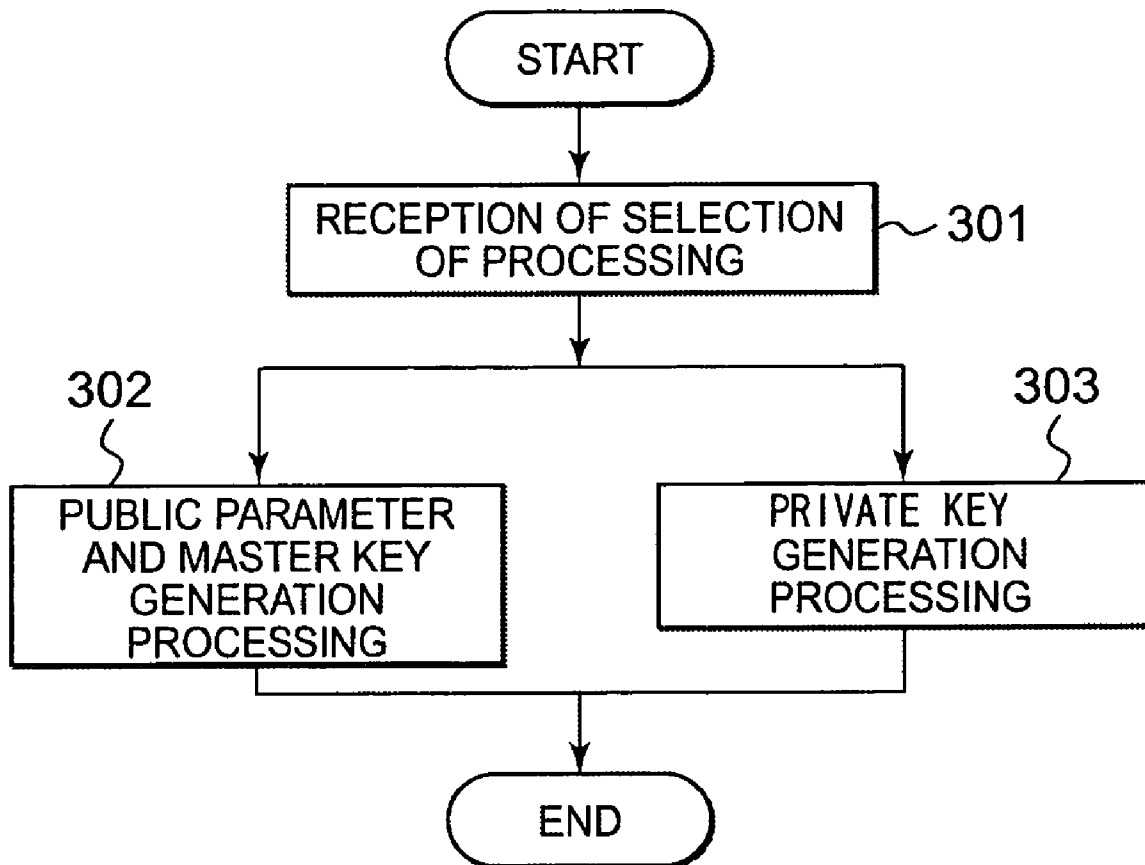 START
RECEPTION OF SELECTION
OF PROCESSING
301
302
303
PUBLIC PARAMETER
AND MASTER KEY
GENERATION
PROCESSING
PRIVATE KEY
GENERATION
PROCESSING
END